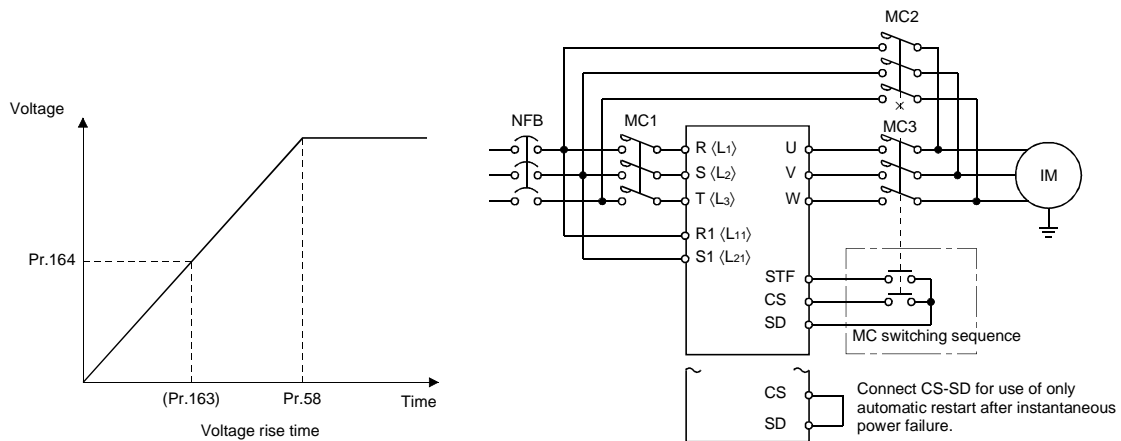 Voltage
Pr.164
(Pr.163)
Pr.58
Time
Voltage rise time
MC2
NFB
MC1
MC3
R ⟨L1⟩
S ⟨L2⟩
T ⟨L3⟩
R1 ⟨L11⟩
S1 ⟨L21⟩
U
V
W
IM
STF
CS
SD
MC switching sequence
CS
SD
Connect CS-SD for use of only
automatic restart after instantaneous
power failure.